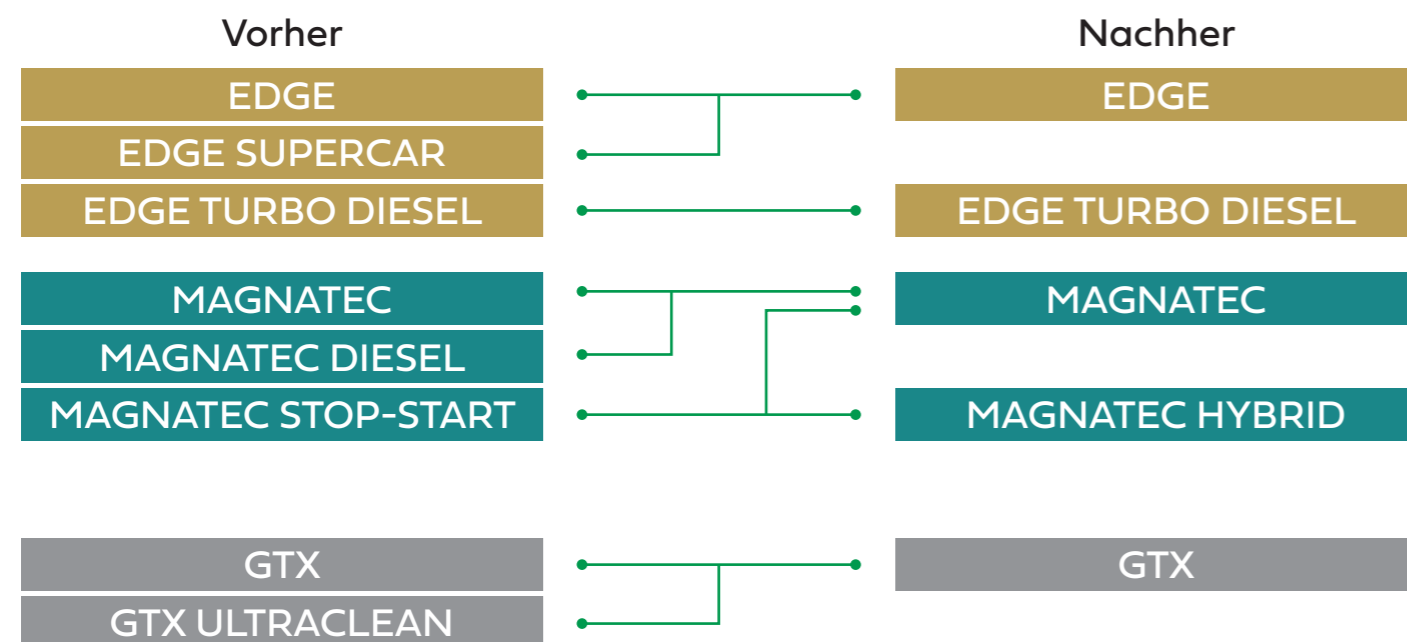 Vorher
Nachher
EDGE
EDGE
EDGE SUPERCAR
EDGE TURBO DIESEL
EDGE TURBO DIESEL
MAGNATEC
MAGNATEC
MAGNATEC DIESEL
MAGNATEC STOP-START
MAGNATEC HYBRID
GTX
GTX
GTX ULTRACLEAN